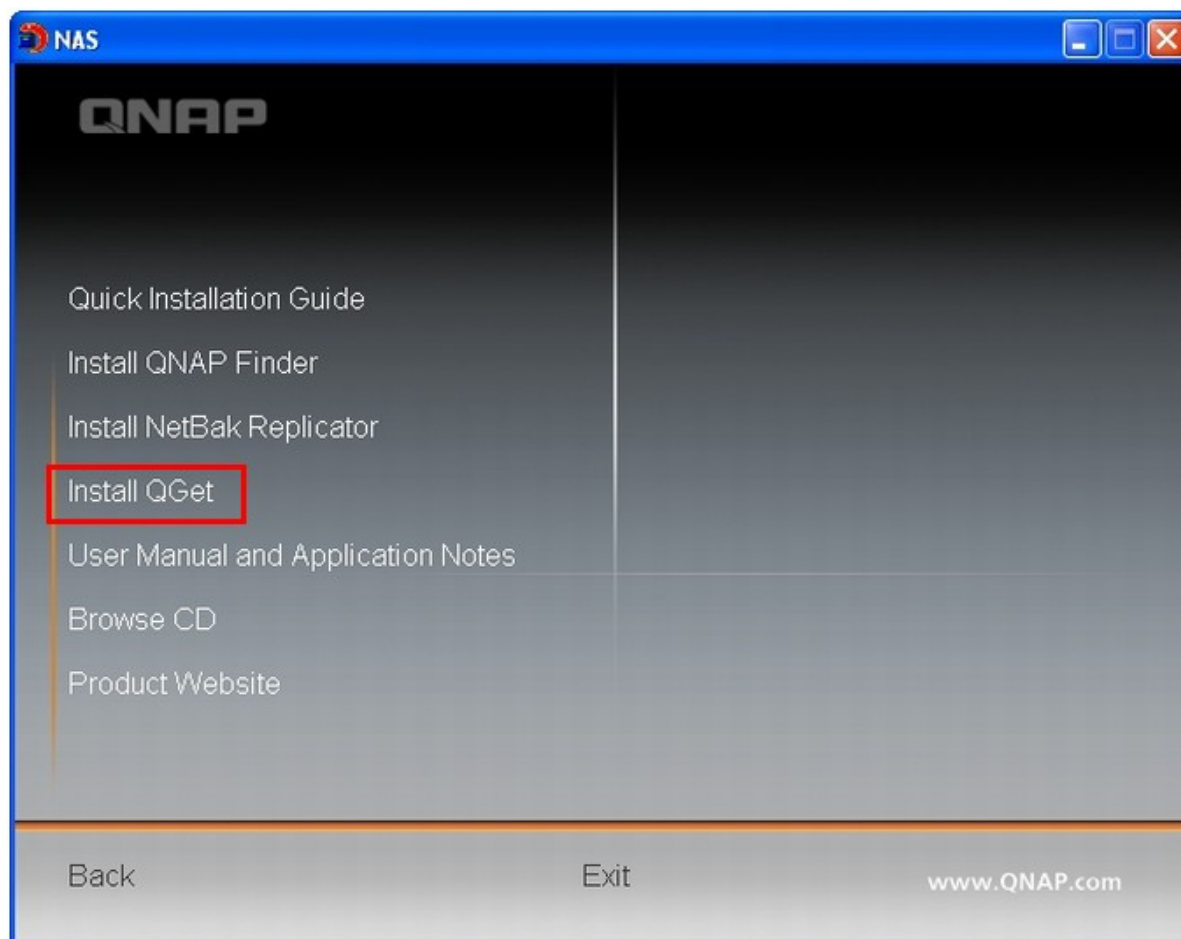 NAS
QNAP
Quick Installation Guide
Install QNAP Finder
Install NetBak Replicator
Install QGet
User Manual and Application Notes
Browse CD
Product Website
Back
Exit
www.QNAP.com